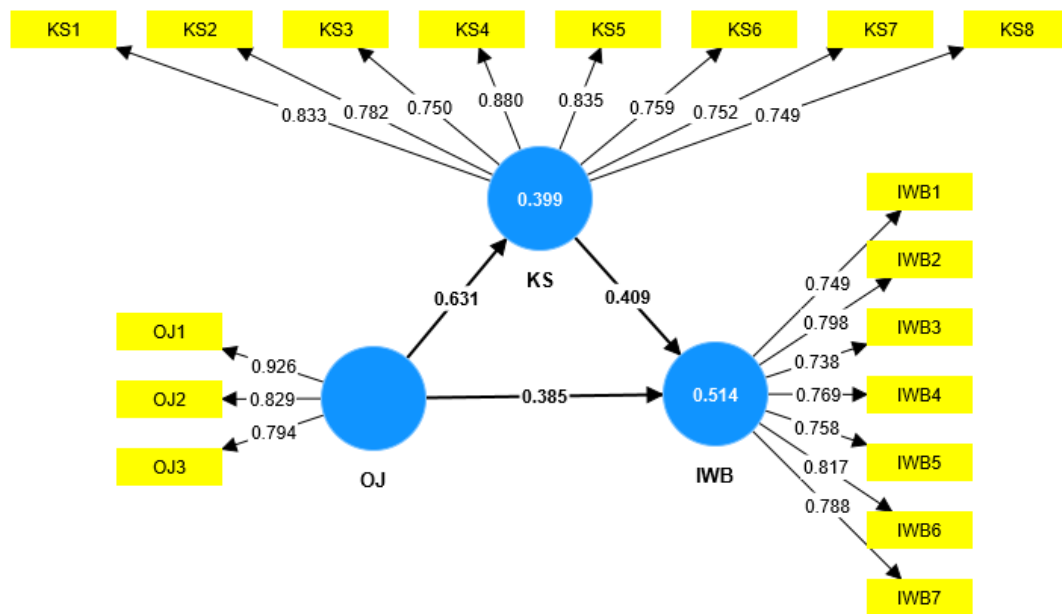 KS1 KS2 KS3 KS4 KS5 KS6 KS7 KS8
0.833 0.782 0.750 0.880 0.835 0.759 0.752 0.749
0.399
KS
0.631
0.409
OJ1
OJ2
OJ3
0.926
0.829
0.794
OJ
0.385
0.514
IWB
0.749
0.798
0.738
0.769
0.758
0.817
0.788
IWB1
IWB2
IWB3
IWB4
IWB5
IWB6
IWB7